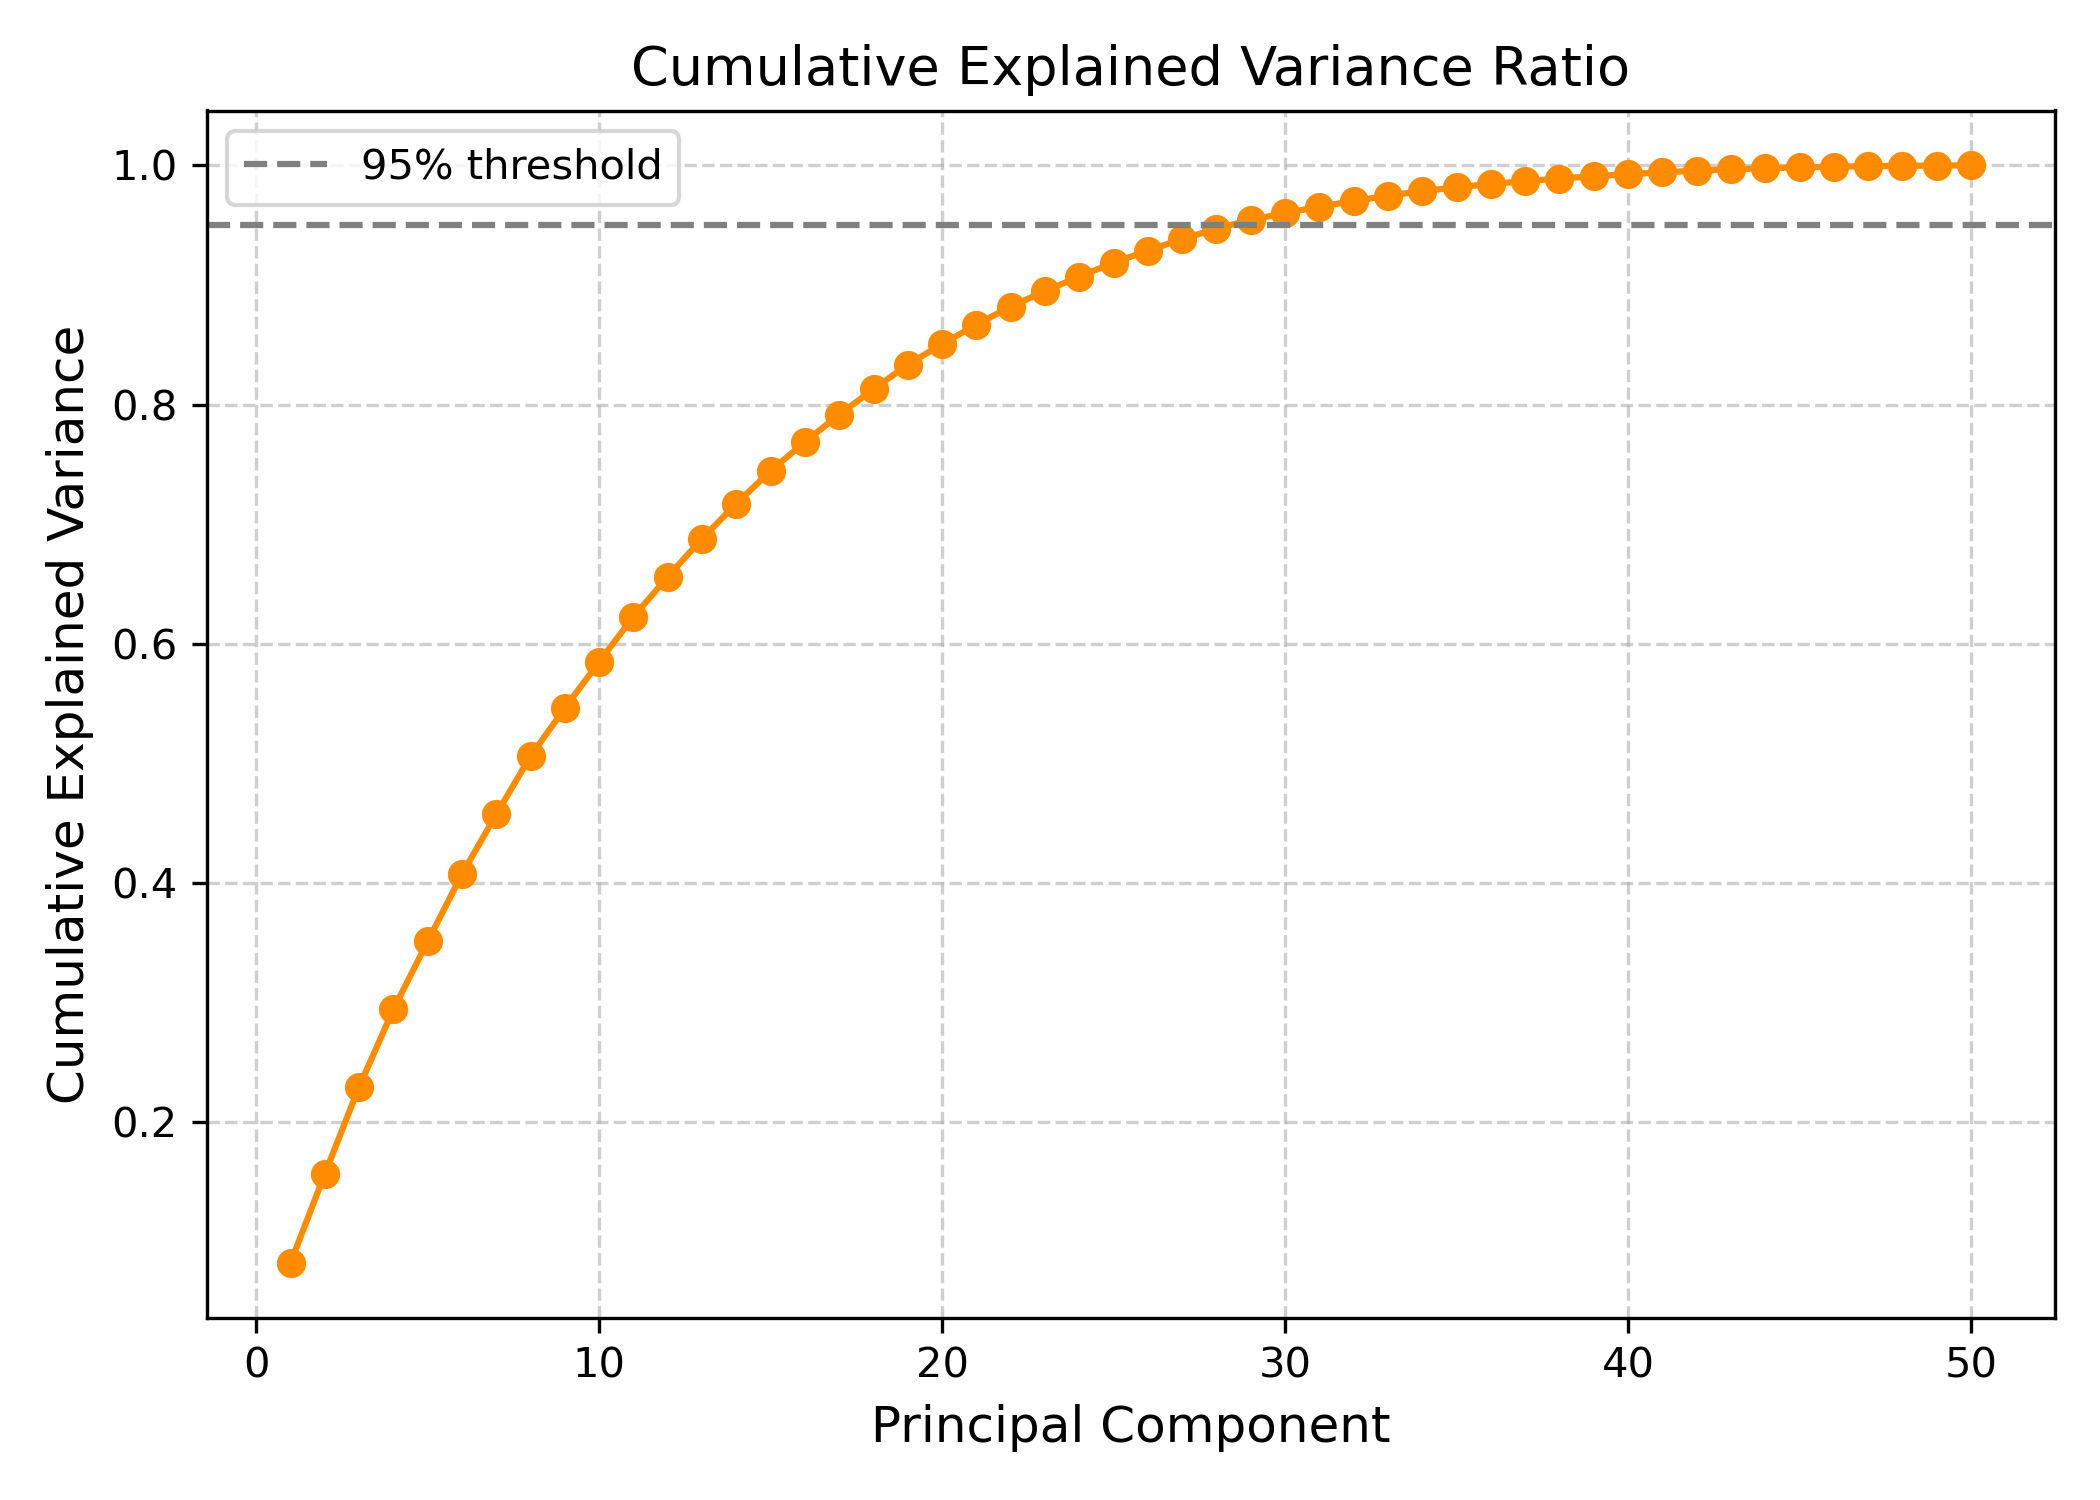 Cumulative Explained Variance Ratio
95% threshold
Cumulative Explained Variance
1.0
0.8
0.6
0.4
0.2
0 10 20 30 40 50
Principal Component